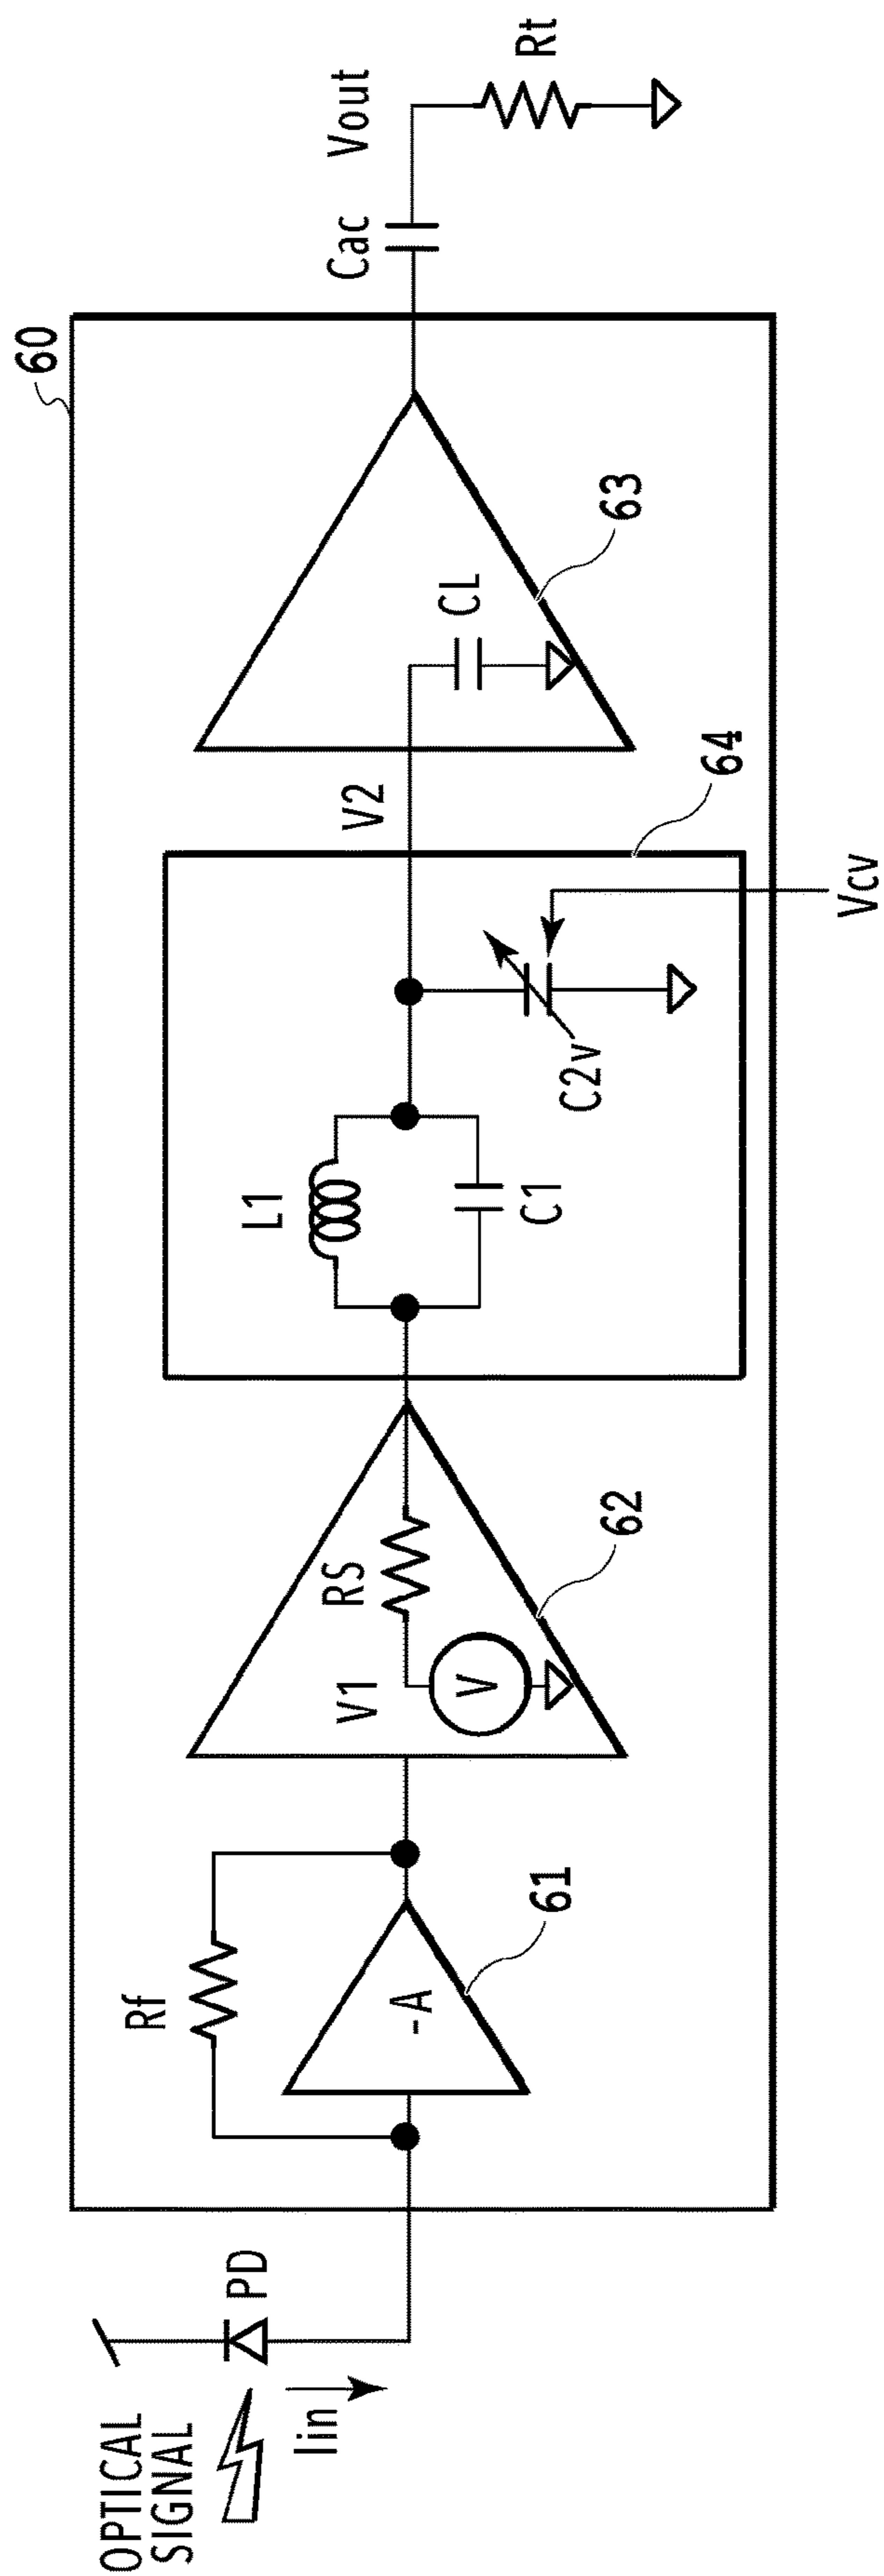 OPTICAL
SIGNAL
Iin
PD
Rf
-A
61
V1
V
RS
62
L1
C1
C2v
Vcv
64
V2
CL
63
60
Cac
Vout
Rt